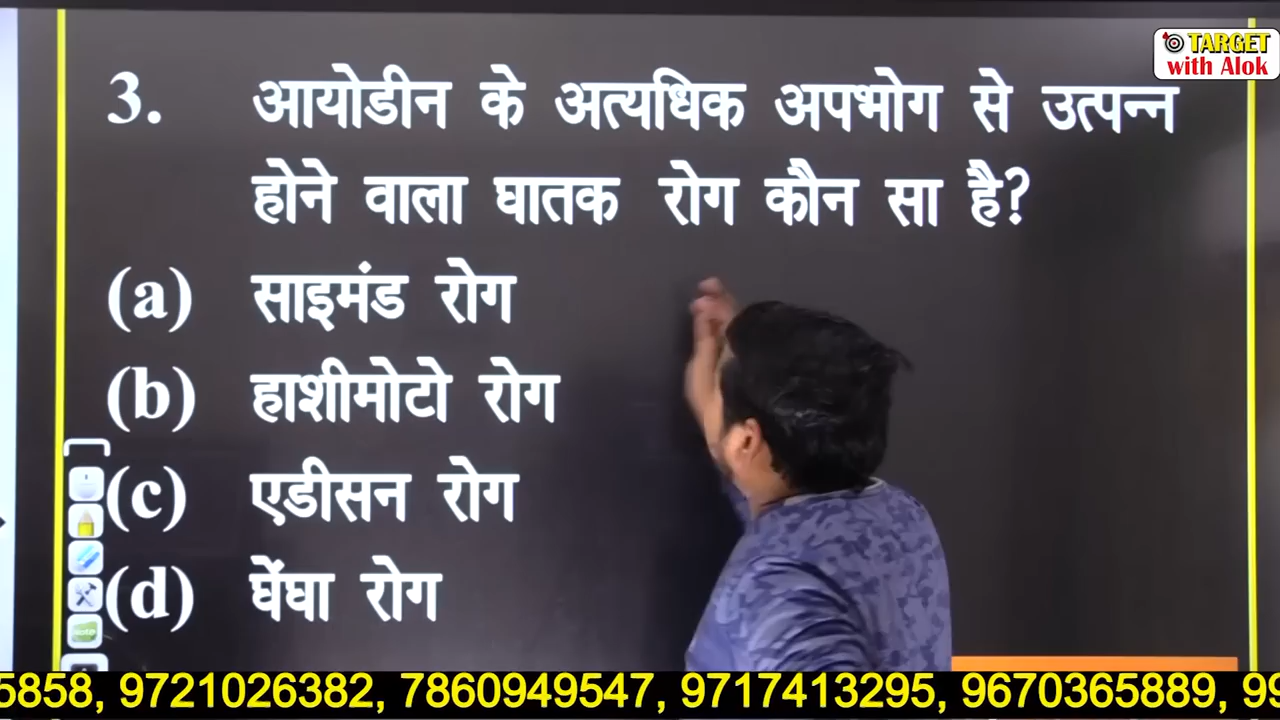 TARGET
with Alok
3. आयोडीन के अत्यधिक अपभोग से उत्पन्न
होने वाला घातक रोग कौन सा है?
(a) साइमंड रोग
(b) हाशीमोटो रोग
(c) एडीसन रोग
(d) घेंघा रोग
5858, 9721026382, 7860949547, 9717413295, 9670365889, 99